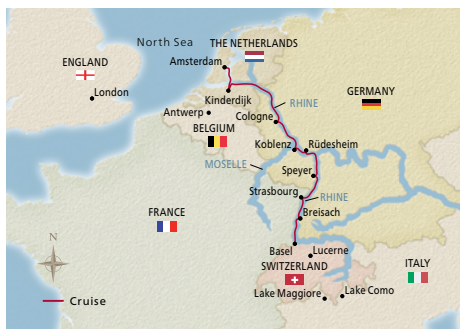 North Sea
THE NETHERLANDS
ENGLAND
Amsterdam
London
Kinderdijk
RHINE
GERMANY
Antwerp
Cologne
BELGIUM
Koblenz
Rüdesheim
MOSELLE
Speyer
Strasbourg
RHINE
FRANCE
Breisach
N
Basel
Lucerne
SWITZERLAND
ITALY
Lake Maggiore
Lake Como
Cruise